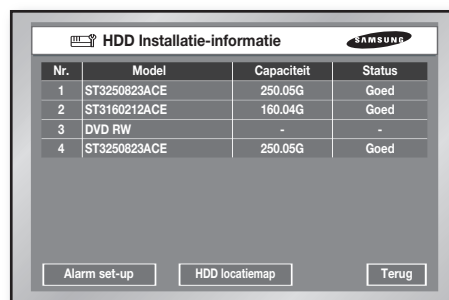 HDD Installatie-informatie SAMSUNG
Nr. Model Capaciteit Status
1 ST3250823ACE 250.05G Goed
2 ST3160212ACE 160.04G Goed
3 DVD RW - -
4 ST3250823ACE 250.05G Goed
Alarm set-up HDD locatiemap Terug